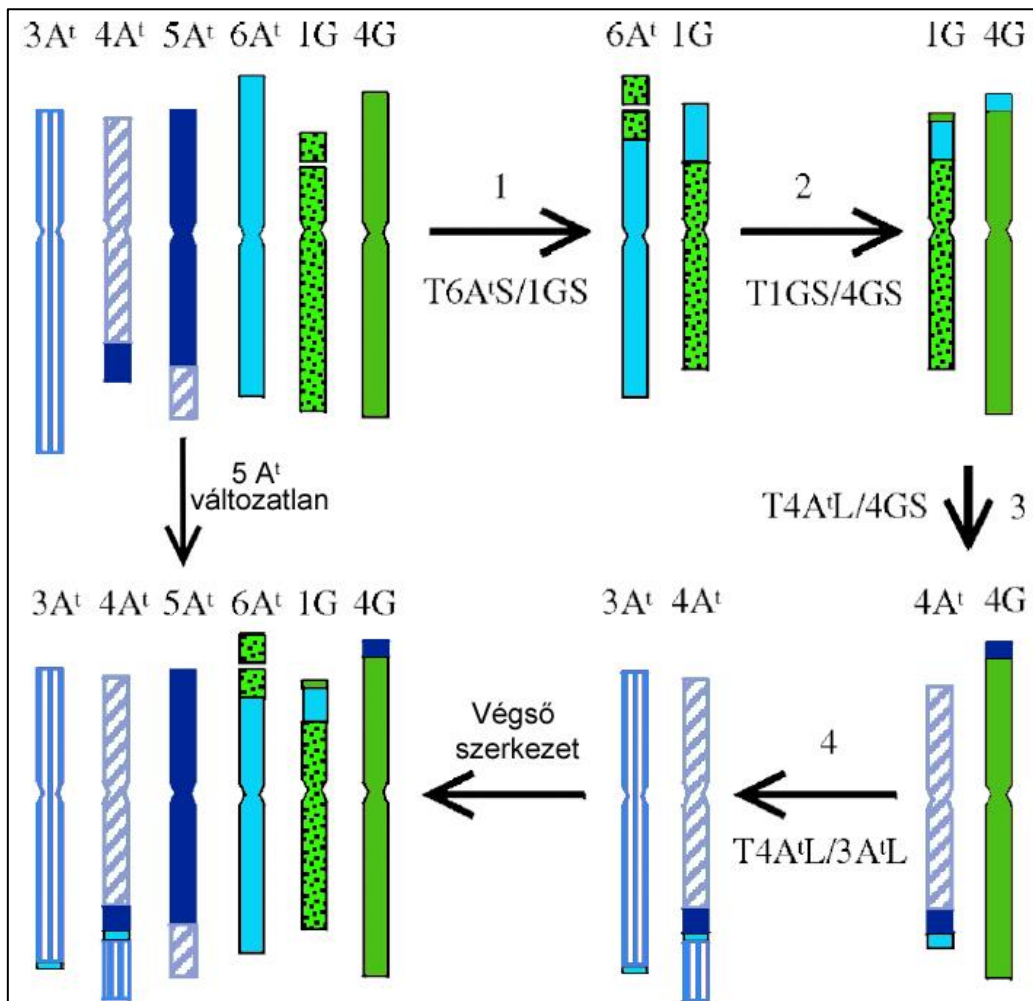 3Aᵗ 4Aᵗ 5Aᵗ 6Aᵗ 1G 4G
6Aᵗ 1G
1G 4G
1
T6AᵗS/1GS
2
T1GS/4GS
5 Aᵗ
változatlan
T4AᵗL/4GS 3
3Aᵗ 4Aᵗ 5Aᵗ 6Aᵗ 1G 4G
3Aᵗ 4Aᵗ
4Aᵗ 4G
Végső
szerkezet
4
T4AᵗL/3AᵗL